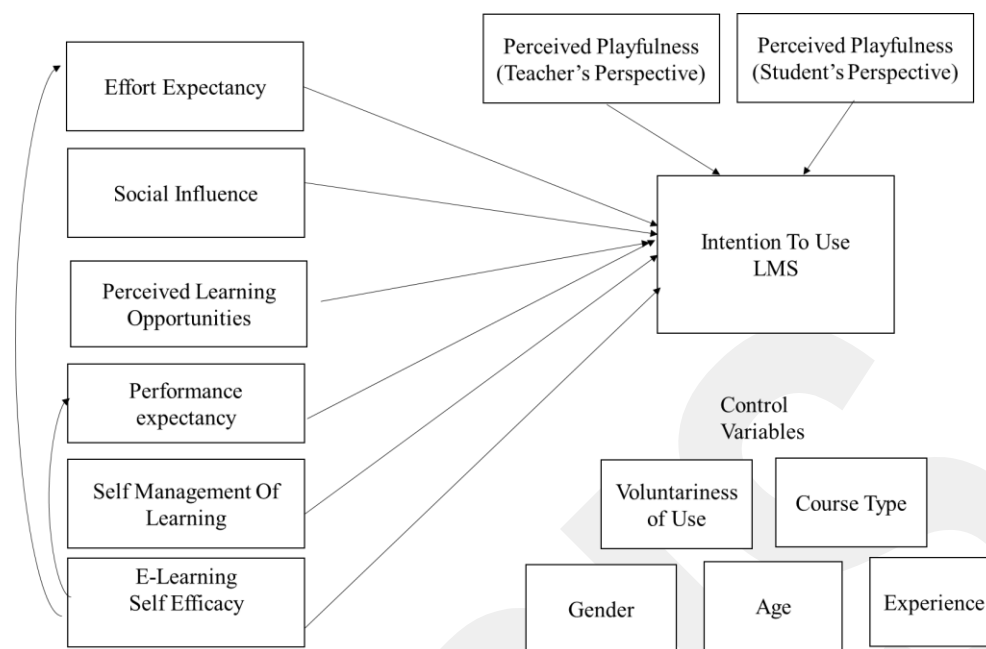 Effort Expectancy
Social Influence
Perceived Learning
Opportunities
Performance
expectancy
Self Management Of
Learning
E-Learning
Self Efficacy
Perceived Playfulness
(Teacher's Perspective)
Perceived Playfulness
(Student's Perspective)
Intention To Use
LMS
Control
Variables
Voluntariness
of Use
Course Type
Gender
Age
Experience